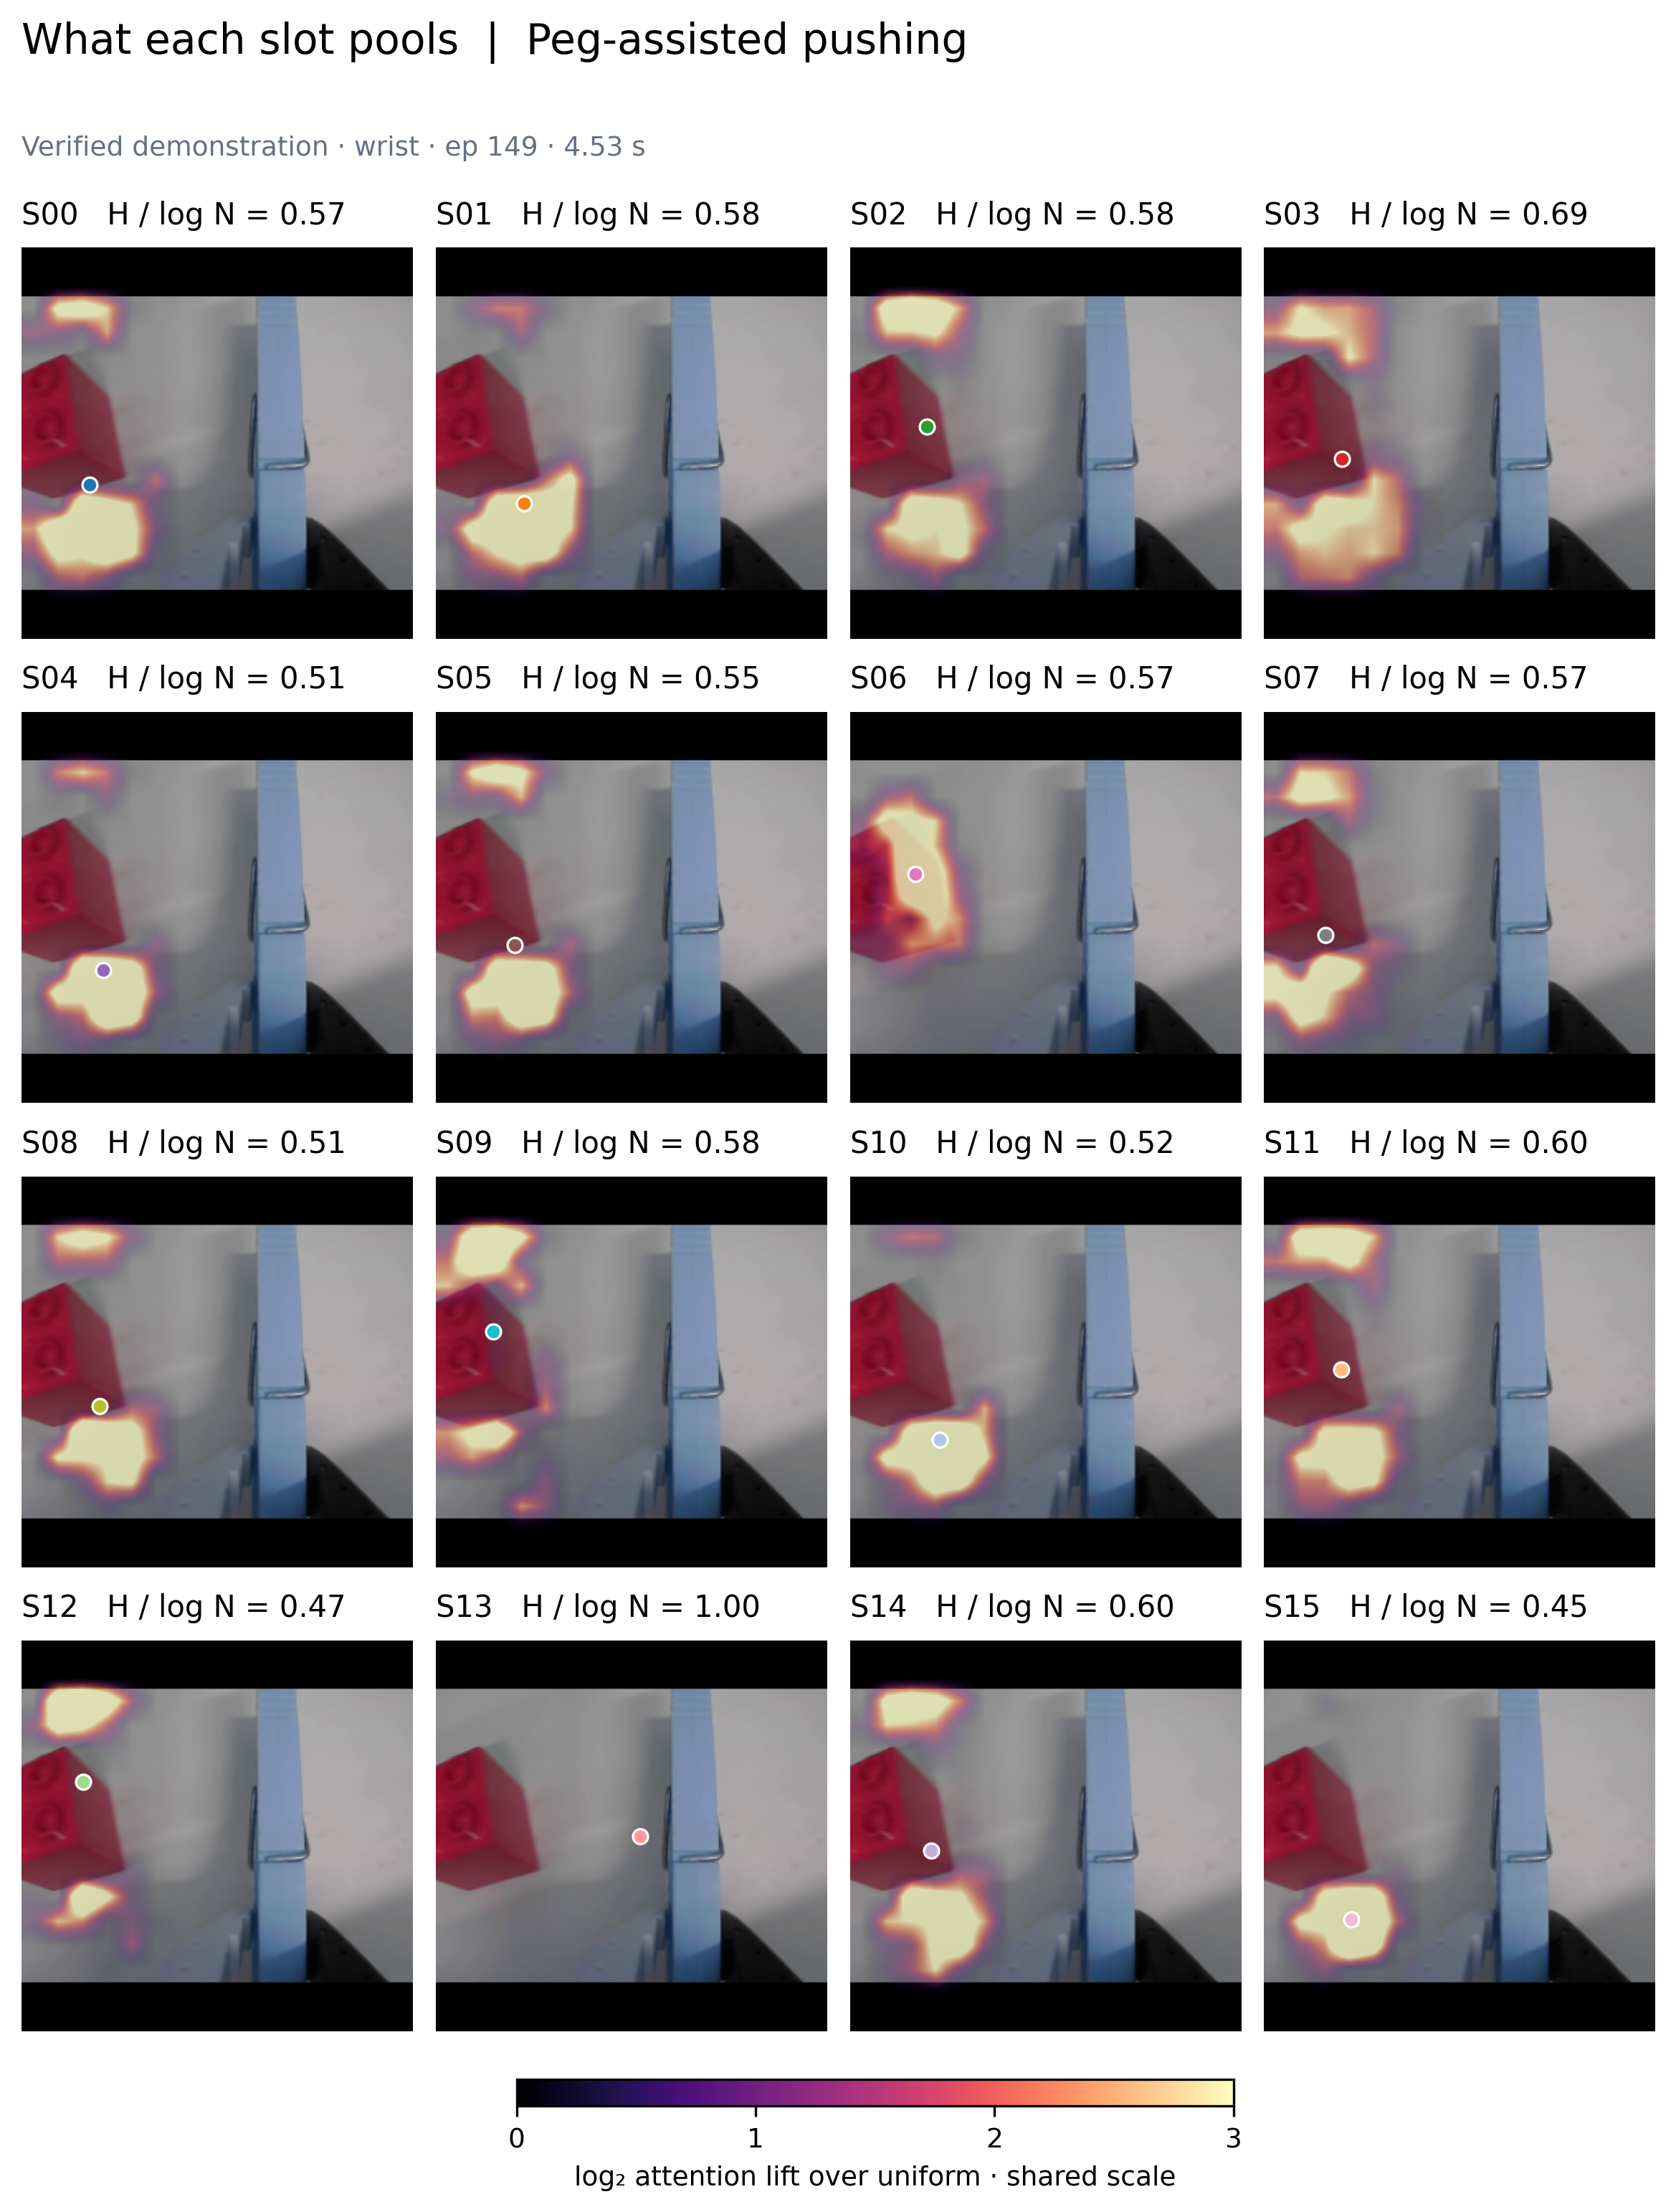 What each slot pools | Peg-assisted pushing
Verified demonstration · wrist · ep 149 · 4.53 s
S00 H / log N = 0.57
S01 H / log N = 0.58
S02 H / log N = 0.58
S03 H / log N = 0.69
S04 H / log N = 0.51
S05 H / log N = 0.55
S06 H / log N = 0.57
S07 H / log N = 0.57
S08 H / log N = 0.51
S09 H / log N = 0.58
S10 H / log N = 0.52
S11 H / log N = 0.60
S12 H / log N = 0.47
S13 H / log N = 1.00
S14 H / log N = 0.60
S15 H / log N = 0.45
0 1 2 3
log₂ attention lift over uniform · shared scale